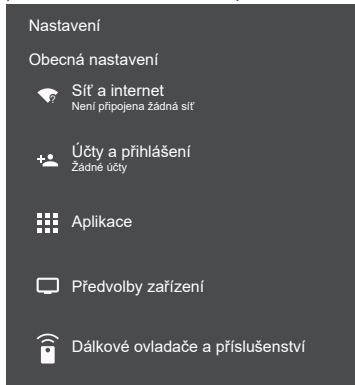 Nastavení
Obecná nastavení
Síť a internet
Není připojena žádná síť
Účty a přihlášení
Žádné účty
Aplikace
Předvolby zařízení
Dálkové ovladače a příslušenství